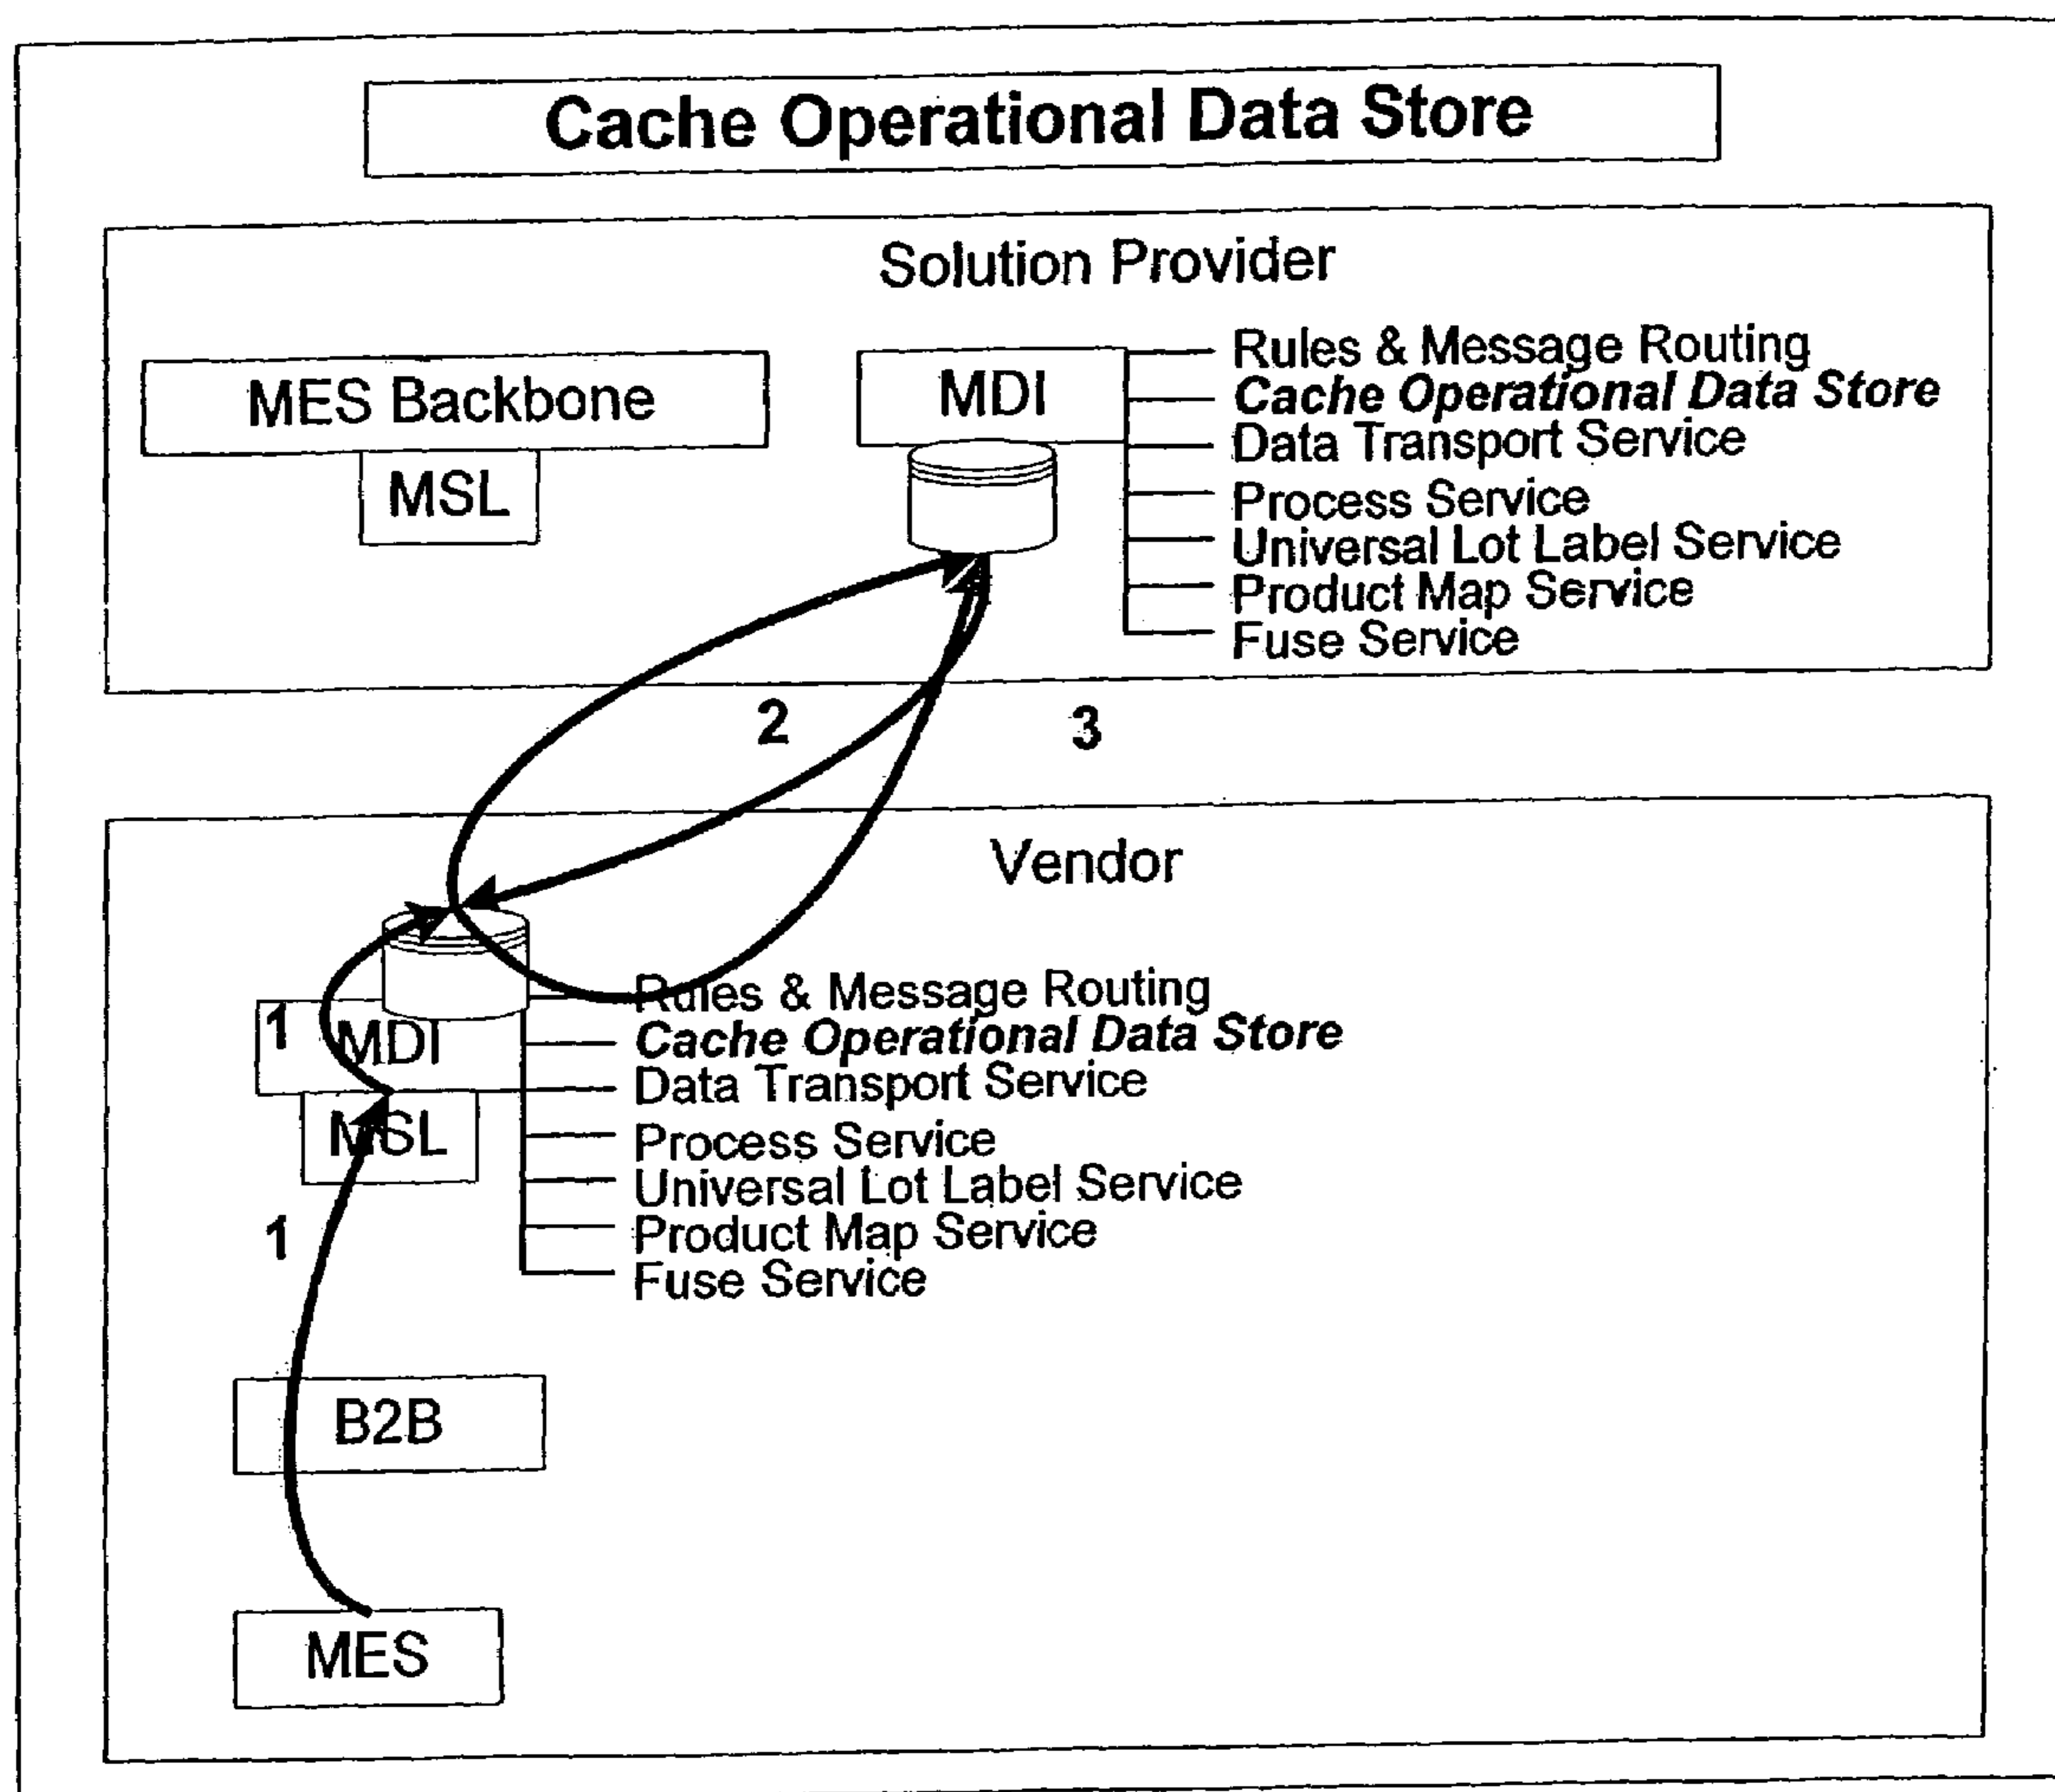 Cache Operational Data Store
Solution Provider
MES Backbone
MSL
MDI
Rules & Message Routing
Cache Operational Data Store
Data Transport Service
Process Service
Universal Lot Label Service
Product Map Service
Fuse Service
2
3
Vendor
1
MDI
MSL
1
Rules & Message Routing
Cache Operational Data Store
Data Transport Service
Process Service
Universal Lot Label Service
Product Map Service
Fuse Service
B2B
MES